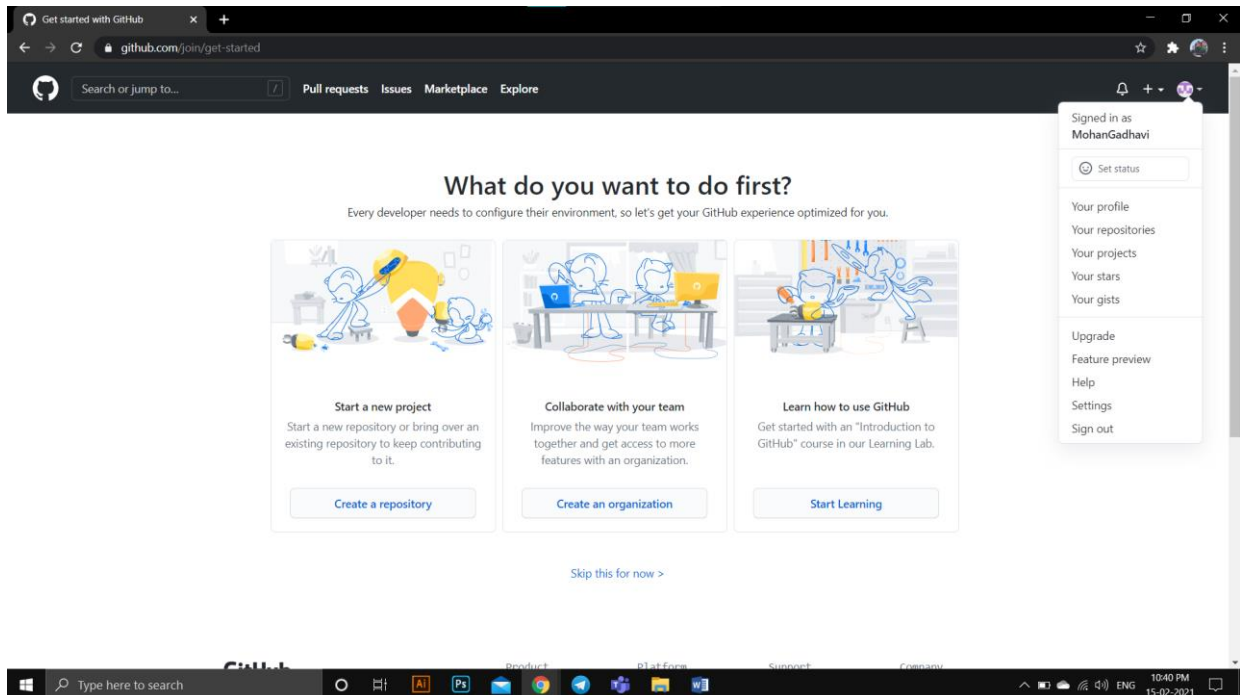 Get started with GitHub
github.com/join/get-started
Search or jump to...
/
Pull requests Issues Marketplace Explore
Signed in as
MohanGadhavi
Set status
Your profile
Your repositories
Your projects
Your stars
Your gists
Upgrade
Feature preview
Help
Settings
Sign out
What do you want to do first?
Every developer needs to configure their environment, so let's get your GitHub experience optimized for you.
Start a new project
Start a new repository or bring over an
existing repository to keep contributing
to it.
Create a repository
Collaborate with your team
Improve the way your team works
together and get access to more
features with an organization.
Create an organization
Learn how to use GitHub
Get started with an "Introduction to
GitHub" course in our Learning Lab.
Start Learning
Skip this for now >
GitHub
Product Platform Support Company
Type here to search
Ai
Ps
ENG
10:40 PM
15-02-2021